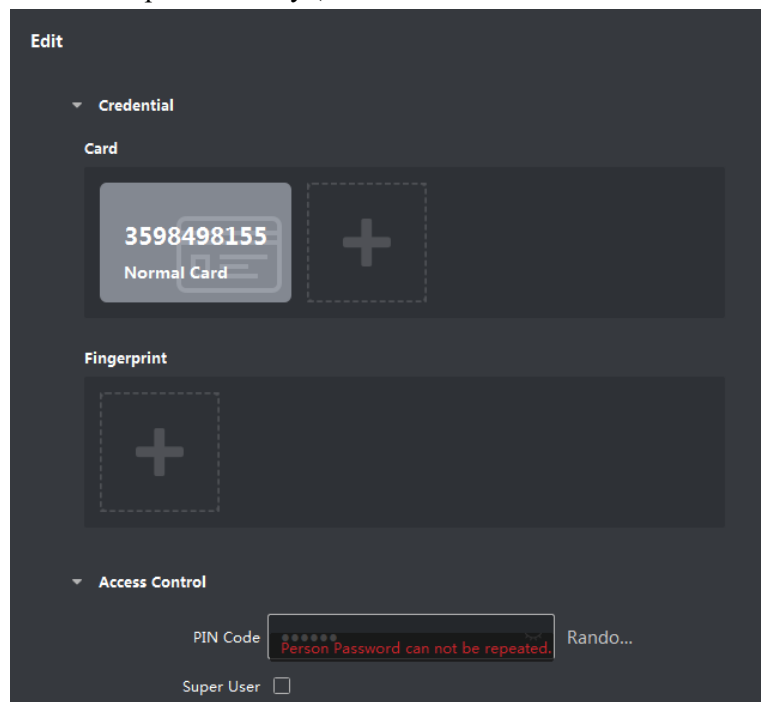 Edit
Credential
Card
3598498155
Normal Card
Fingerprint
Access Control
PIN Code ●●●●●● Rando...
Person Password can not be repeated.
Super User